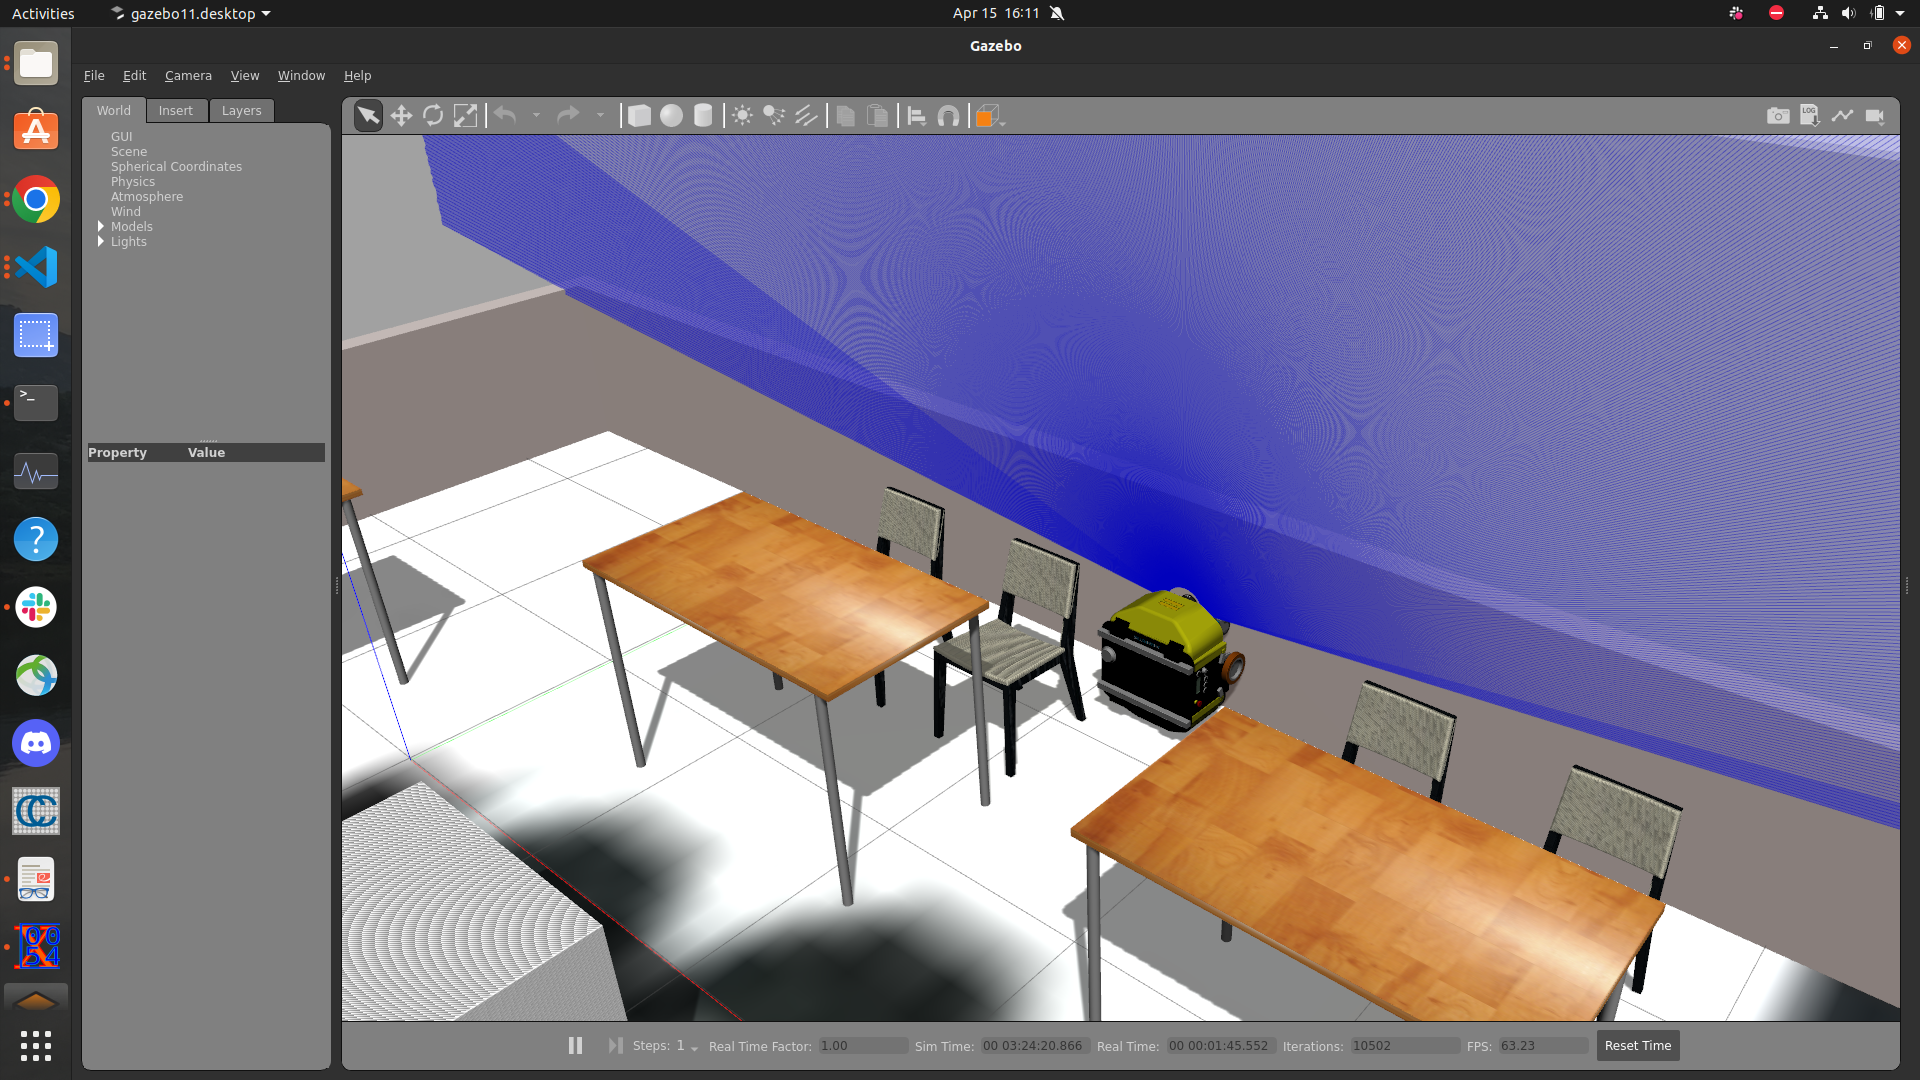 Activities gazebo11.desktop Apr 15 16:11
Gazebo
File Edit Camera View Window Help
World Insert Layers
LOG
GUI
Scene
Spherical Coordinates
Physics
Atmosphere
Wind
Models
Lights
Property Value
>_
?
CC
Steps: 1 Real Time Factor: 1.00 Sim Time: 00 03:24:20.866 Real Time: 00 00:01:45.552 Iterations: 10502 FPS: 63.23 Reset Time